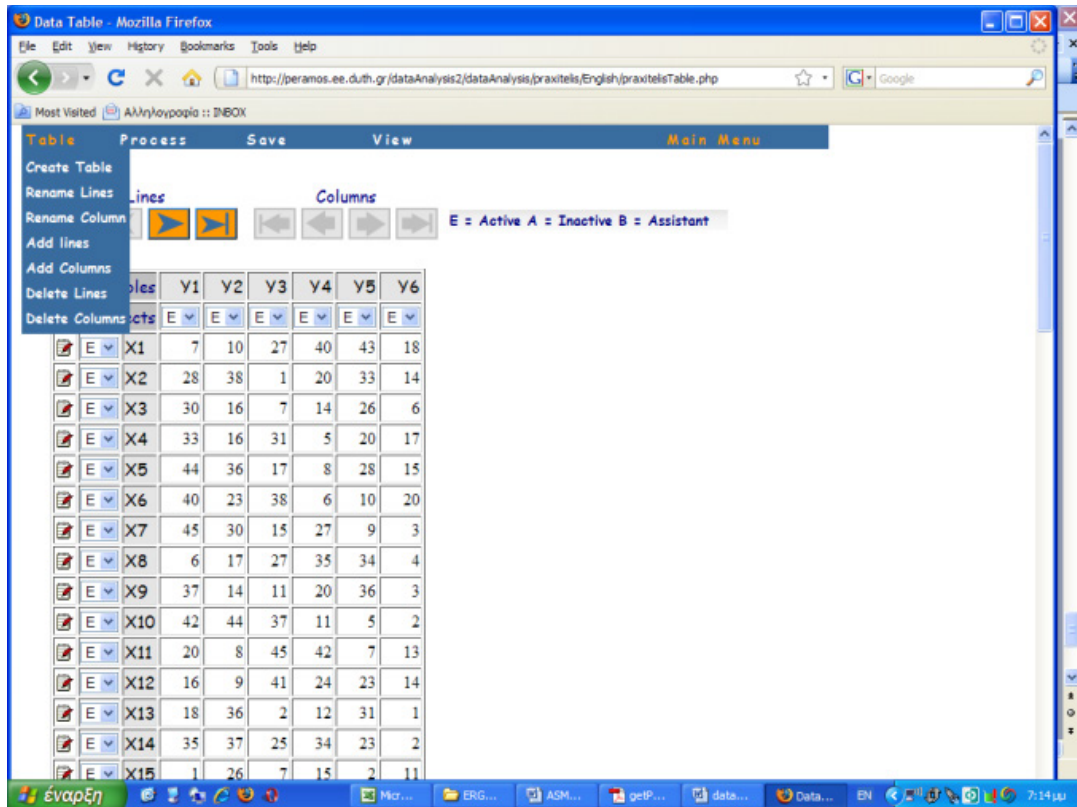 Data Table - Mozilla Firefox
File Edit View History Bookmarks Tools Help
http://peramos.ee.duth.gr/dataAnalysis2/dataAnalysis/praxitelis/English/praxitelisTable.php
G Google
Most Visited Αλληλογραφία :: INBOX
Table Process Save View Main Menu
Create Table
Rename Lines
Rename Column
Add lines
Add Columns
Delete Lines
Delete Columns
Lines Columns
E = Active A = Inactive B = Assistant
bles Y1 Y2 Y3 Y4 Y5 Y6
cts E E E E E E
E X1 7 10 27 40 43 18
E X2 28 38 1 20 33 14
E X3 30 16 7 14 26 6
E X4 33 16 31 5 20 17
E X5 44 36 17 8 28 15
E X6 40 23 38 6 10 20
E X7 45 30 15 27 9 3
E X8 6 17 27 35 34 4
E X9 37 14 11 20 36 3
E X10 42 44 37 11 5 2
E X11 20 8 45 42 7 13
E X12 16 9 41 24 23 14
E X13 18 36 2 12 31 1
E X14 35 37 25 34 23 2
E X15 1 26 7 15 2 11
έναρξη Micr... ERG... ASM... getP... data... Data... EN 7:14 μμ